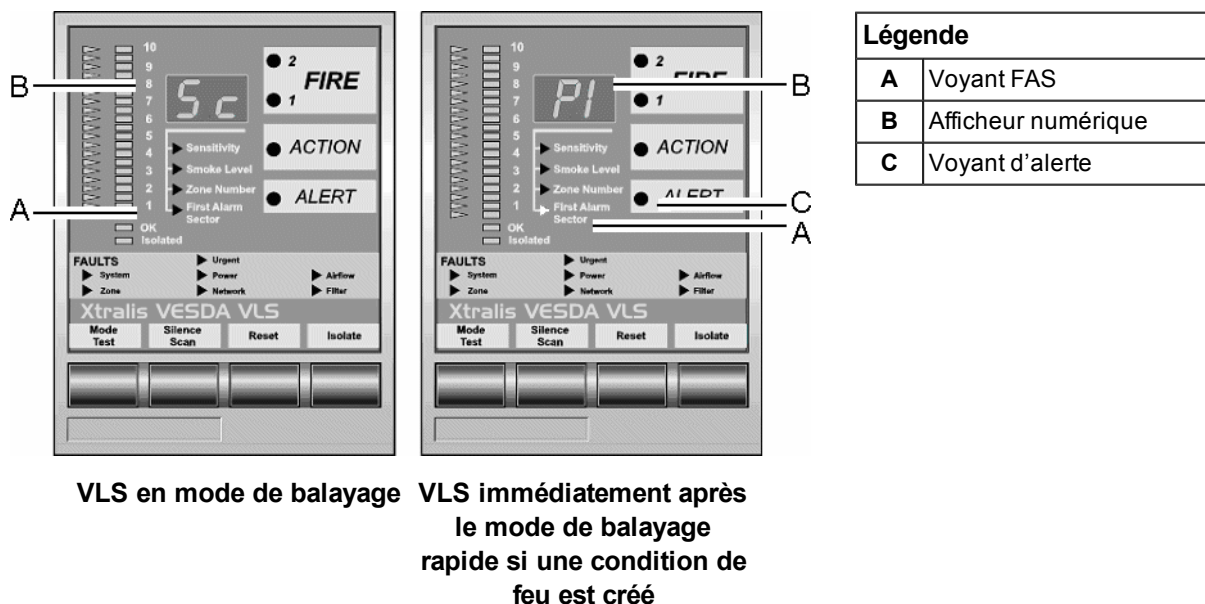 10
9
8
7
6
5
4
3
2
1
OK
Isolated
Sc
Sensitivity
Smoke Level
Zone Number
First Alarm
Sector
2
FIRE
1
ACTION
ALERT
B
A
FAULTS
System
Zone
Urgent
Power
Network
Airflow
Filter
Xtralis VESDA VLS
Mode
Test
Silence
Scan
Reset
Isolate
VLS en mode de balayage
10
9
8
7
6
5
4
3
2
1
OK
Isolated
P1
Sensitivity
Smoke Level
Zone Number
First Alarm
Sector
2
FIRE
1
ACTION
ALERT
B
C
A
FAULTS
System
Zone
Urgent
Power
Network
Airflow
Filter
Xtralis VESDA VLS
Mode
Test
Silence
Scan
Reset
Isolate
VLS immédiatement après
le mode de balayage
rapide si une condition de
feu est créé
Légende
A Voyant FAS
B Afficheur numérique
C Voyant d’alerte